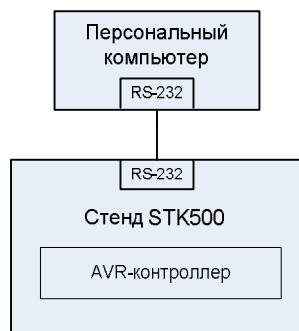 Персональный
компьютер
RS-232
RS-232
Стенд STK500
AVR-контроллер